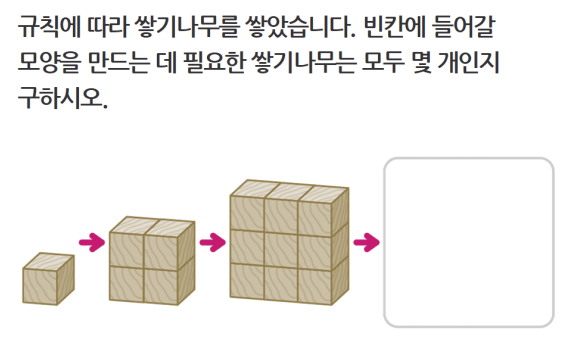 규칙에 따라 쌓기나무를 쌓았습니다. 빈칸에 들어갈
모양을 만드는 데 필요한 쌓기나무는 모두 몇 개인지
구하시오.